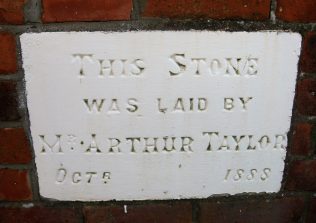 THIS STONE
WAS LAID BY
MR. ARTHUR TAYLOR
OCTR. 1888